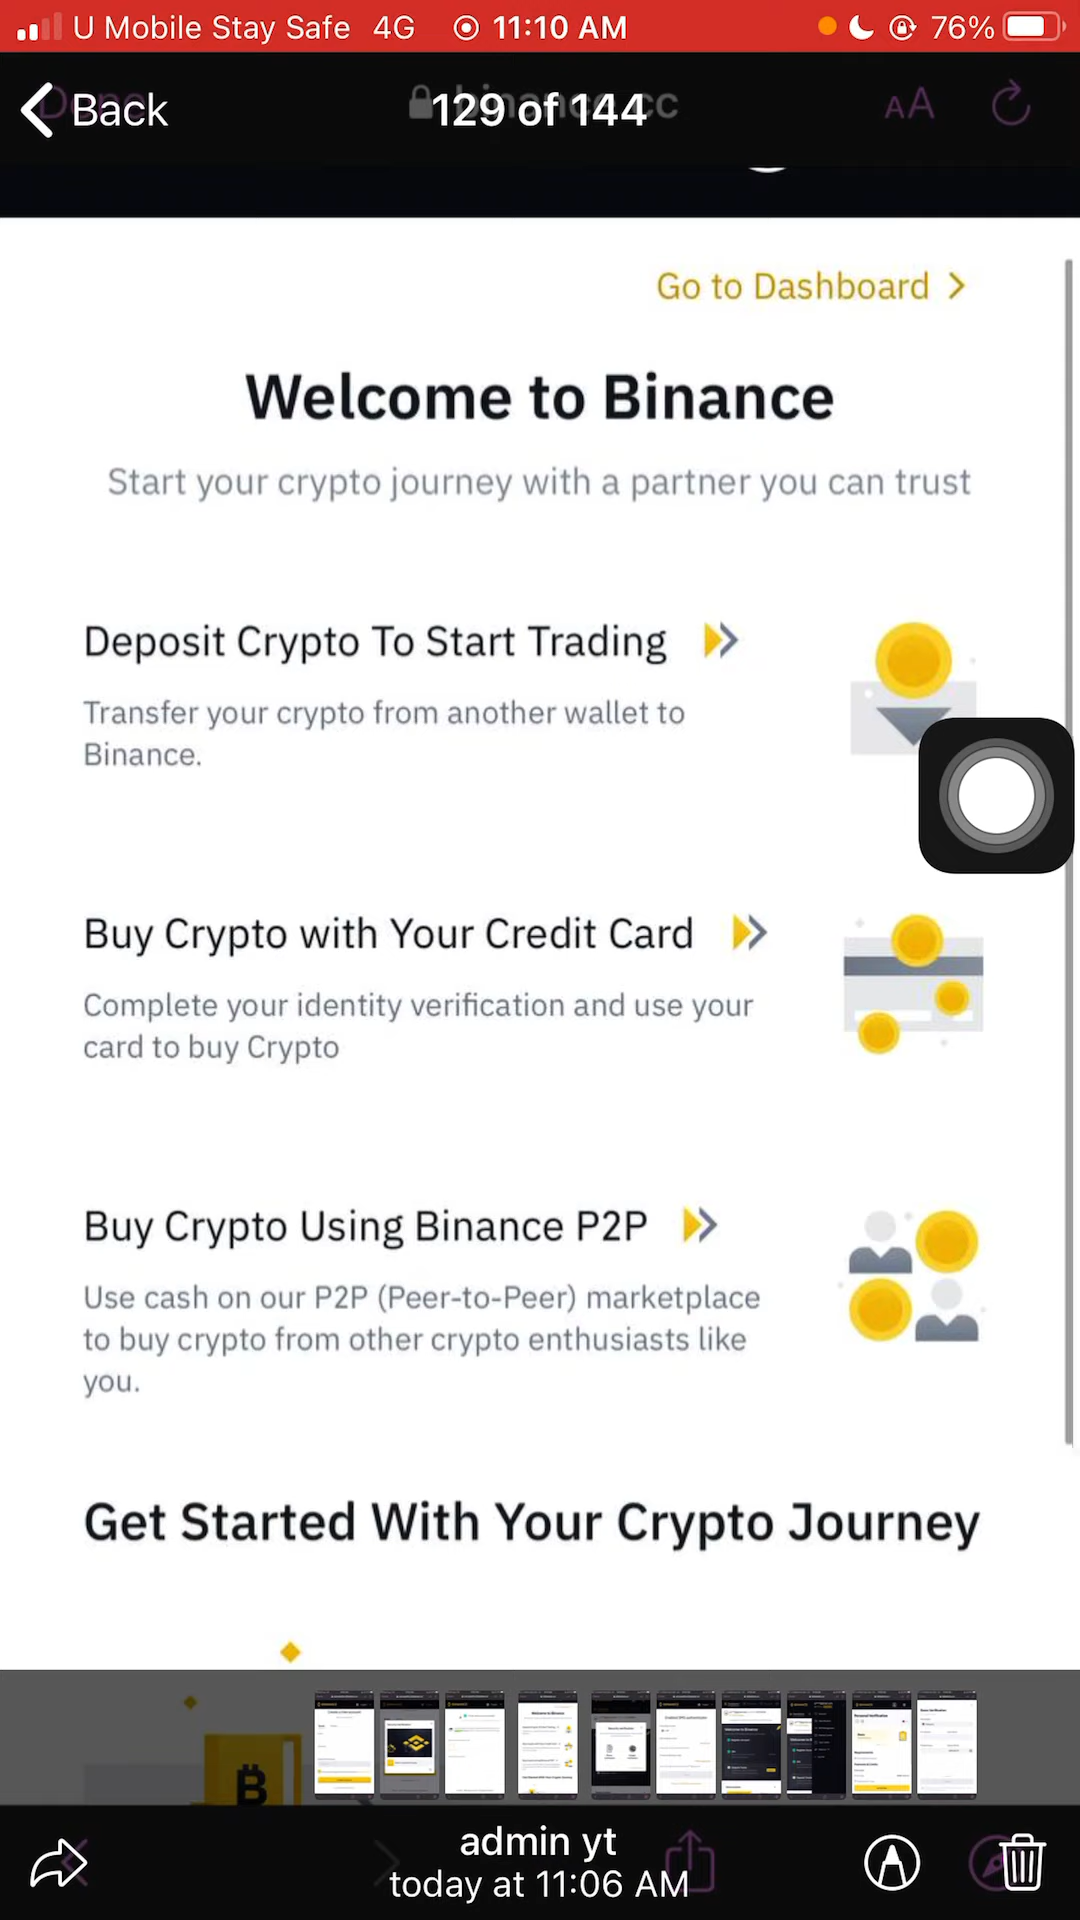 U Mobile Stay Safe 4G 11:10 AM 76%
Back 129 of 144 AA
Go to Dashboard
Welcome to Binance
Start your crypto journey with a partner you can trust
Deposit Crypto To Start Trading
Transfer your crypto from another wallet to
Binance.
Buy Crypto with Your Credit Card
Complete your identity verification and use your
card to buy Crypto
Buy Crypto Using Binance P2P
Use cash on our P2P (Peer-to-Peer) marketplace
to buy crypto from other crypto enthusiasts like
you.
Get Started With Your Crypto Journey
admin yt
today at 11:06 AM